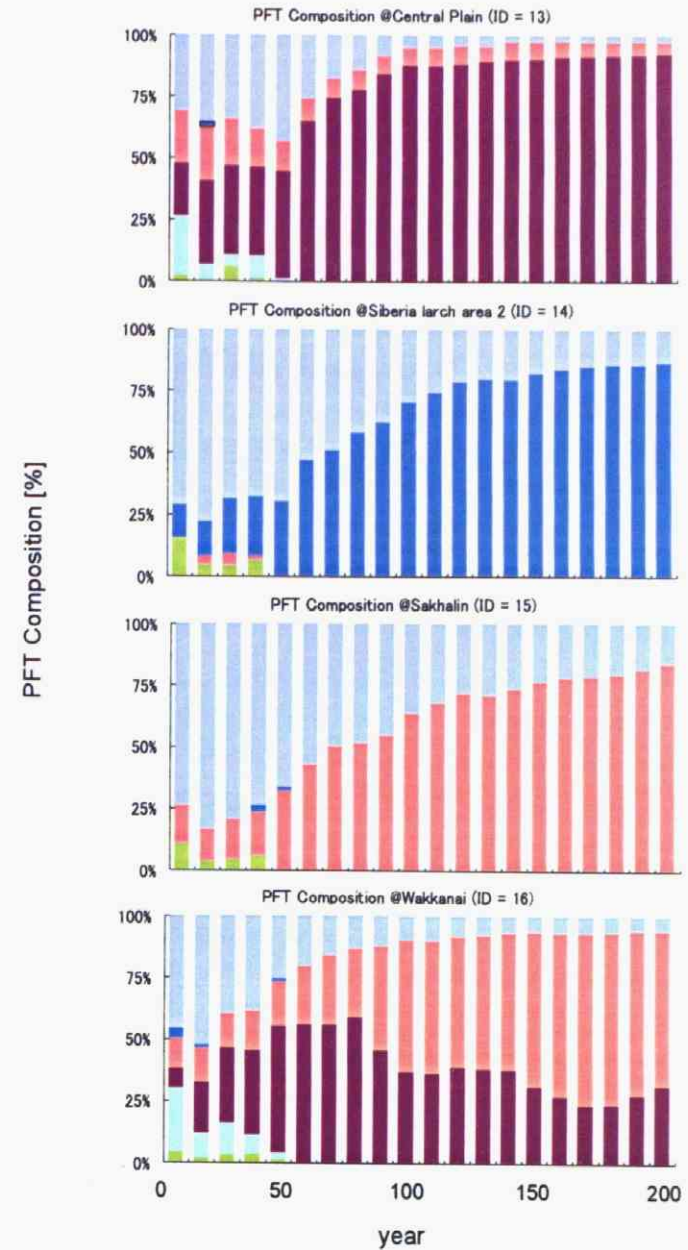 PFT Composition @Central Plain (ID = 13)
100%
75%
50%
25%
0%
PFT Composition @Siberia larch area 2 (ID = 14)
100%
75%
50%
25%
0%
PFT Composition @Sakhalin (ID = 15)
100%
75%
50%
25%
0%
PFT Composition @Wakkanai (ID = 16)
100%
75%
50%
25%
0%
0 50 100 150 200
year
PFT Composition [%]